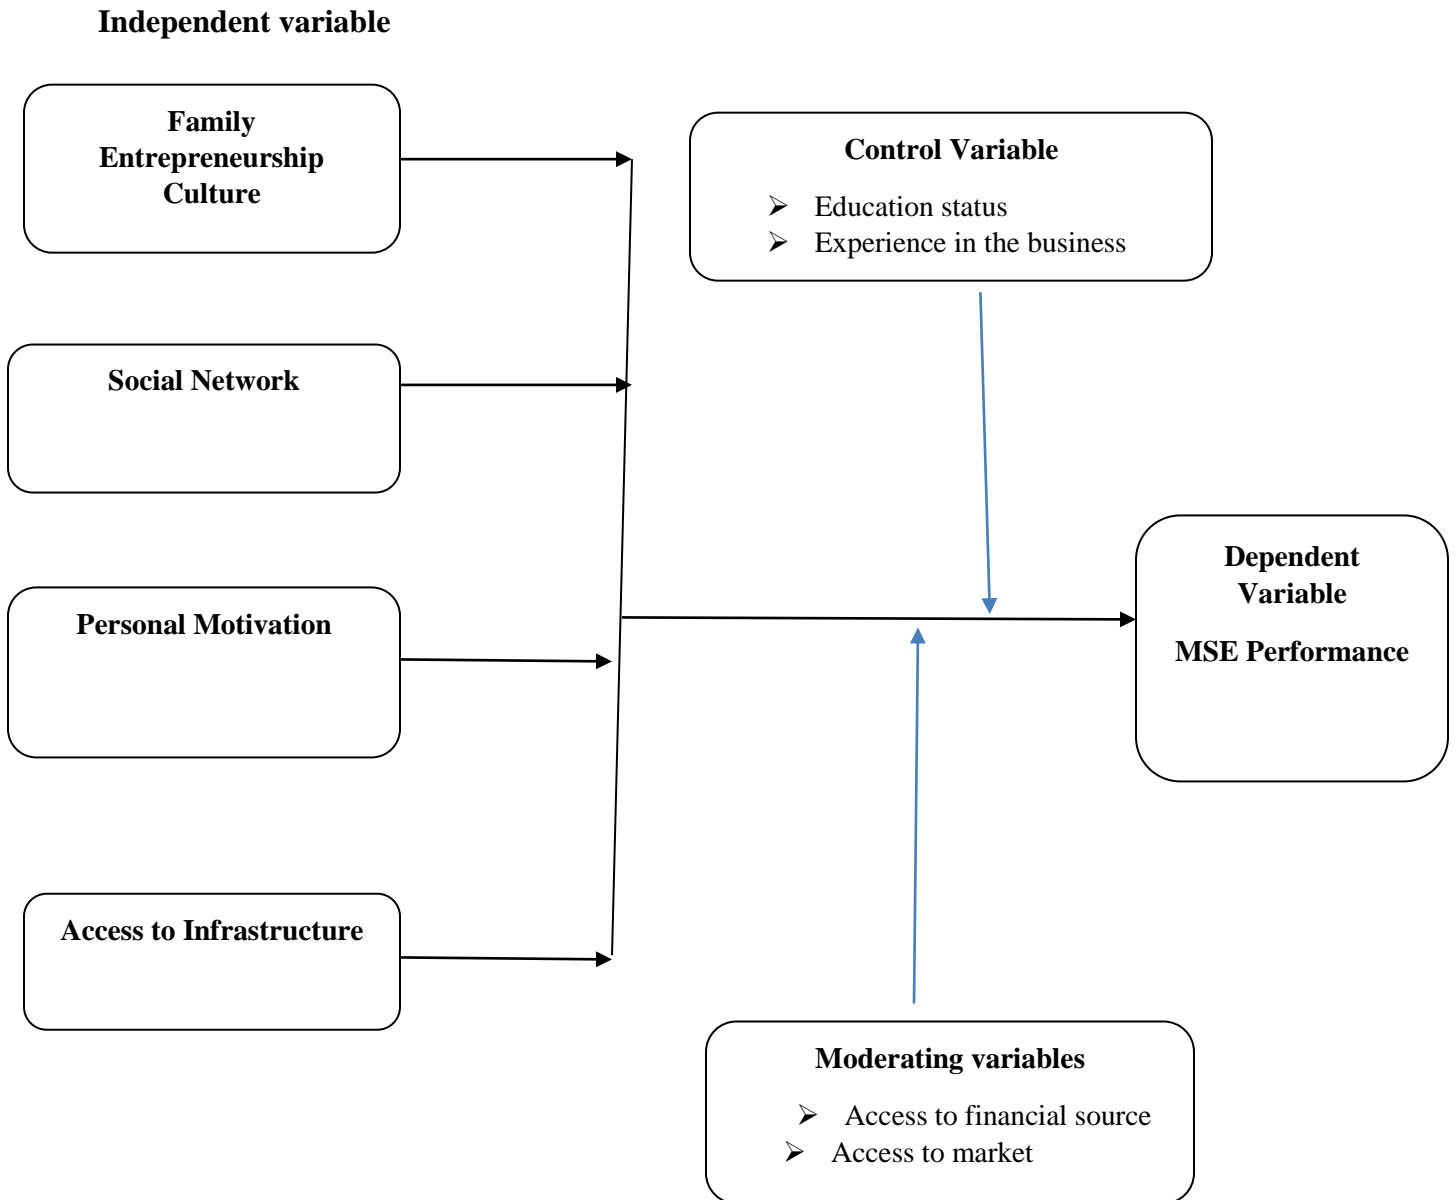 Independent variable
Family
Entrepreneurship
Culture
Control Variable
➢ Education status
➢ Experience in the business
Social Network
Dependent
Variable
MSE Performance
Personal Motivation
Access to Infrastructure
Moderating variables
➢ Access to financial source
➢ Access to market